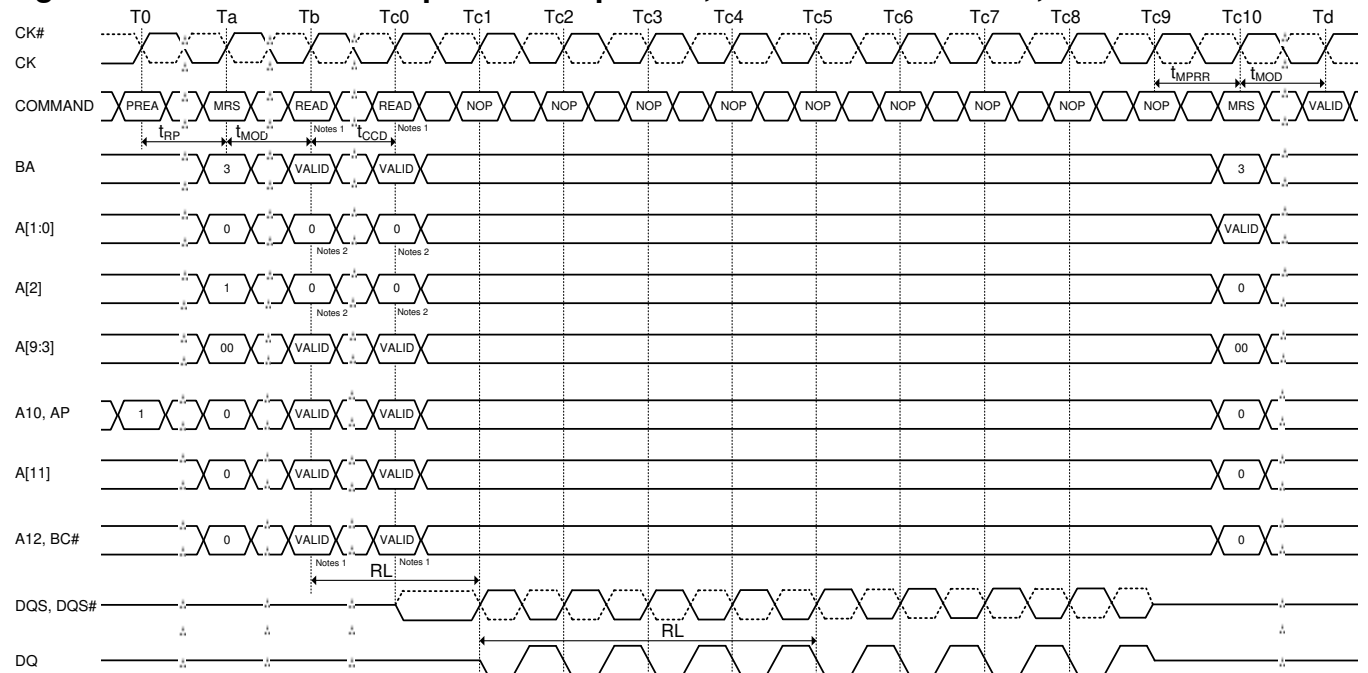 T0 Ta Tb Tc0 Tc1 Tc2 Tc3 Tc4 Tc5 Tc6 Tc7 Tc8 Tc9 Tc10 Td
CK#
CK
tMPRR tMOD
COMMAND PREA MRS READ READ NOP NOP NOP NOP NOP NOP NOP NOP NOP MRS VALID
Notes 1 Notes 1
tRP tMOD tCCD
BA 3 VALID VALID 3
A[1:0] 0 0 0 VALID
Notes 2 Notes 2
A[2] 1 0 0 0
Notes 2 Notes 2
A[9:3] 00 VALID VALID 00
A10, AP 1 0 VALID VALID 0
A[11] 0 VALID VALID 0
A12, BC# 0 VALID VALID 0
Notes 1 Notes 1
RL
DQS, DQS#
RL
DQ